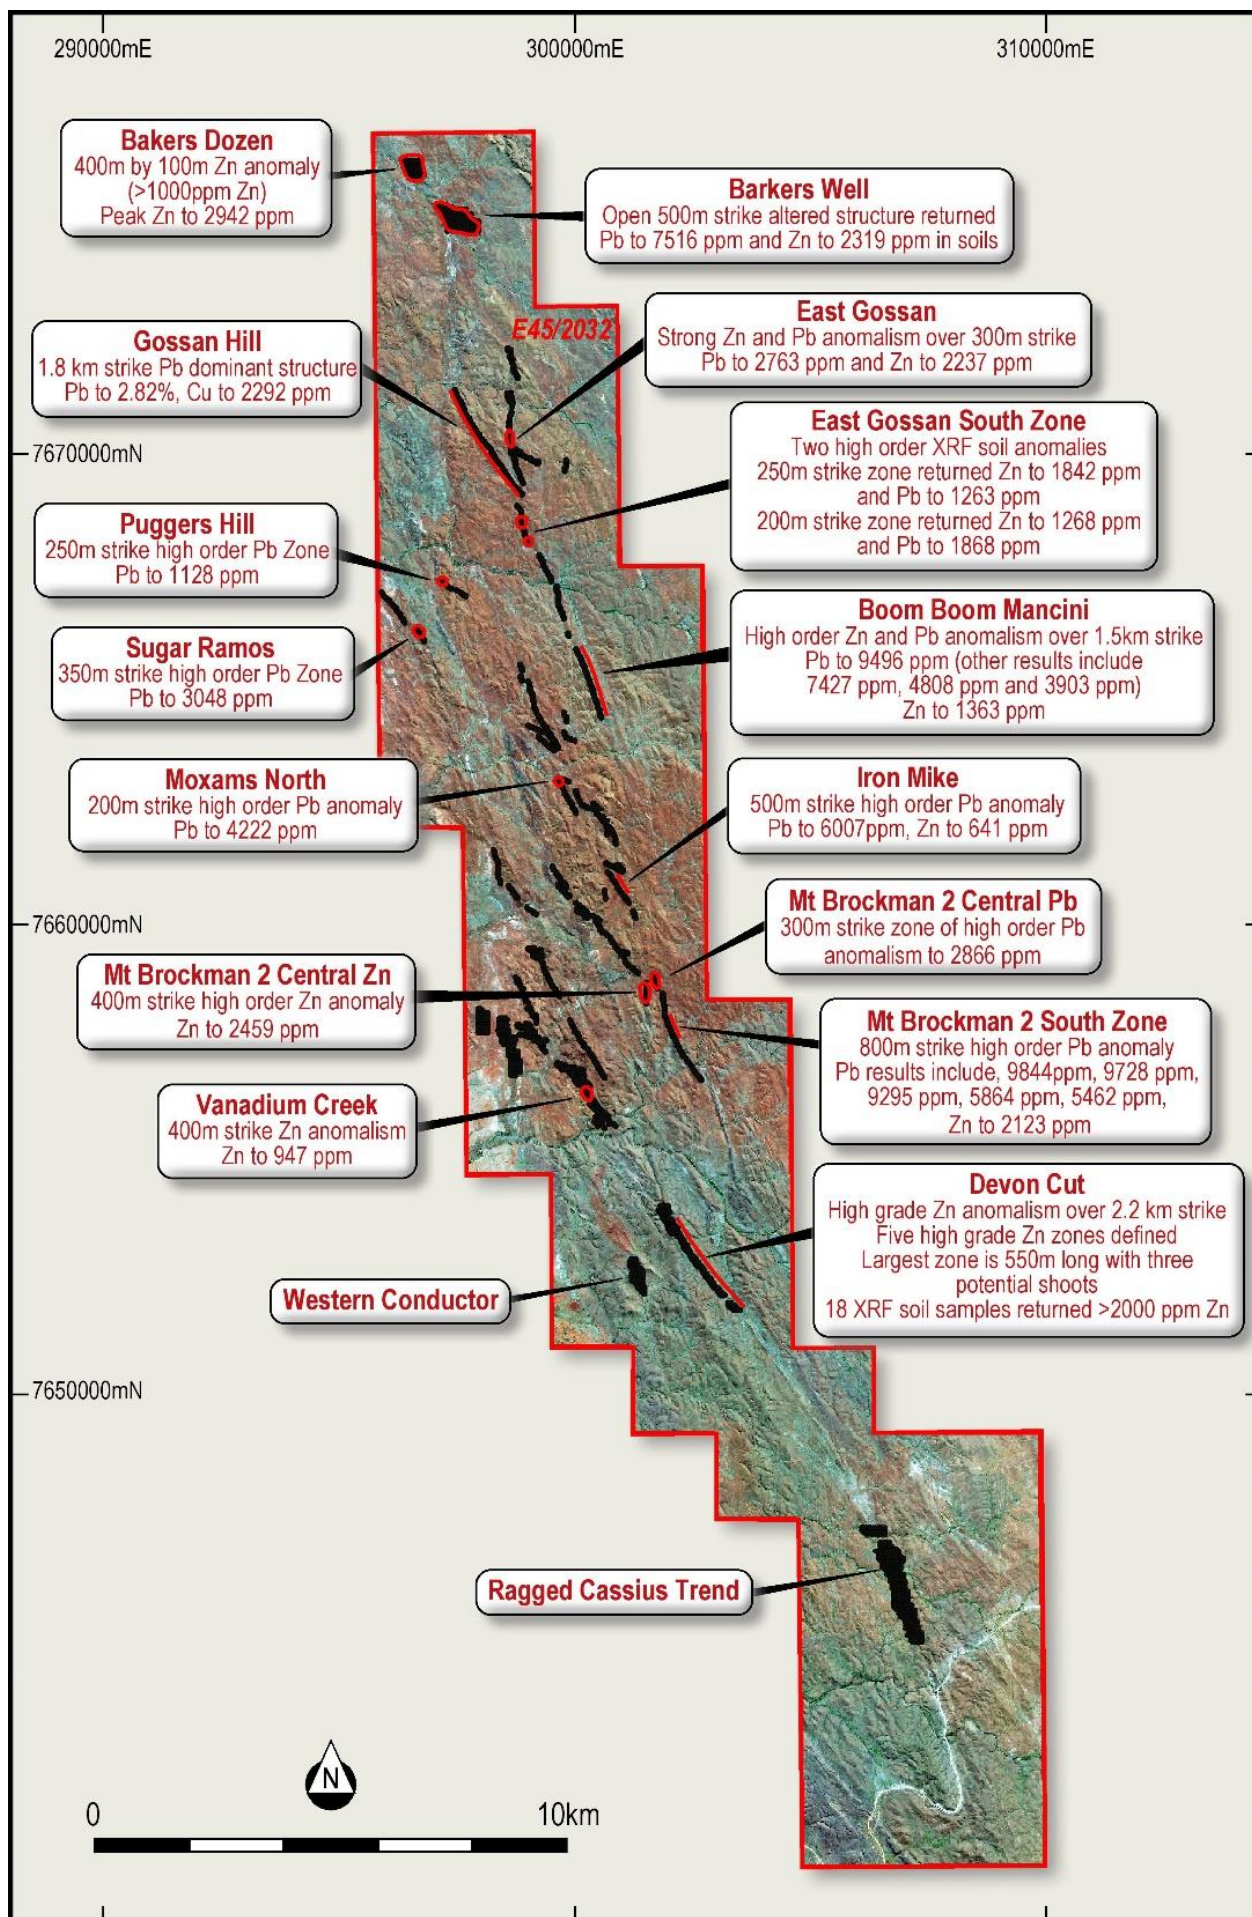 290000mE
300000mE
310000mE
Bakers Dozen
400m by 100m Zn anomaly
(>1000ppm Zn)
Peak Zn to 2942 ppm
Barkers Well
Open 500m strike altered structure returned
Pb to 7516 ppm and Zn to 2319 ppm in soils
E45/2032
East Gossan
Strong Zn and Pb anomalism over 300m strike
Pb to 2763 ppm and Zn to 2237 ppm
Gossan Hill
1.8 km strike Pb dominant structure
Pb to 2.82%, Cu to 2292 ppm
East Gossan South Zone
Two high order XRF soil anomalies
250m strike zone returned Zn to 1842 ppm
and Pb to 1263 ppm
200m strike zone returned Zn to 1268 ppm
and Pb to 1868 ppm
7670000mN
Puggers Hill
250m strike high order Pb Zone
Pb to 1128 ppm
Boom Boom Mancini
High order Zn and Pb anomalism over 1.5km strike
Pb to 9496 ppm (other results include
7427 ppm, 4808 ppm and 3903 ppm)
Zn to 1363 ppm
Sugar Ramos
350m strike high order Pb Zone
Pb to 3048 ppm
Moxams North
200m strike high order Pb anomaly
Pb to 4222 ppm
Iron Mike
500m strike high order Pb anomaly
Pb to 6007ppm, Zn to 641 ppm
Mt Brockman 2 Central Pb
300m strike zone of high order Pb
anomalism to 2866 ppm
7660000mN
Mt Brockman 2 Central Zn
400m strike high order Zn anomaly
Zn to 2459 ppm
Mt Brockman 2 South Zone
800m strike high order Pb anomaly
Pb results include, 9844ppm, 9728 ppm,
9295 ppm, 5864 ppm, 5462 ppm,
Zn to 2123 ppm
Vanadium Creek
400m strike Zn anomalism
Zn to 947 ppm
Devon Cut
High grade Zn anomalism over 2.2 km strike
Five high grade Zn zones defined
Largest zone is 550m long with three
potential shoots
18 XRF soil samples returned >2000 ppm Zn
Western Conductor
7650000mN
Ragged Cassius Trend
N
0
10km